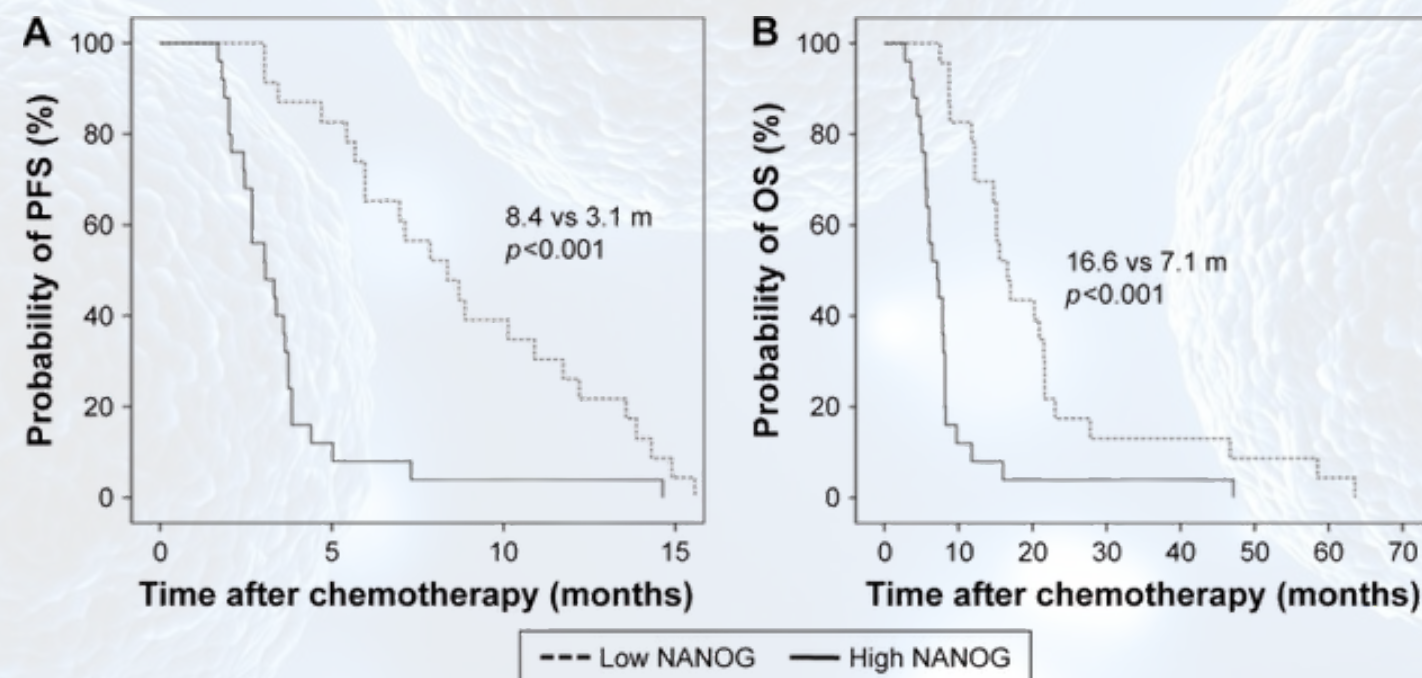 A
Probability of PFS (%)
100
80
60
40
20
0
8.4 vs 3.1 m
p<0.001
0 5 10 15
Time after chemotherapy (months)
B
Probability of OS (%)
100
80
60
40
20
0
16.6 vs 7.1 m
p<0.001
0 10 20 30 40 50 60 70
Time after chemotherapy (months)
Low NANOG High NANOG